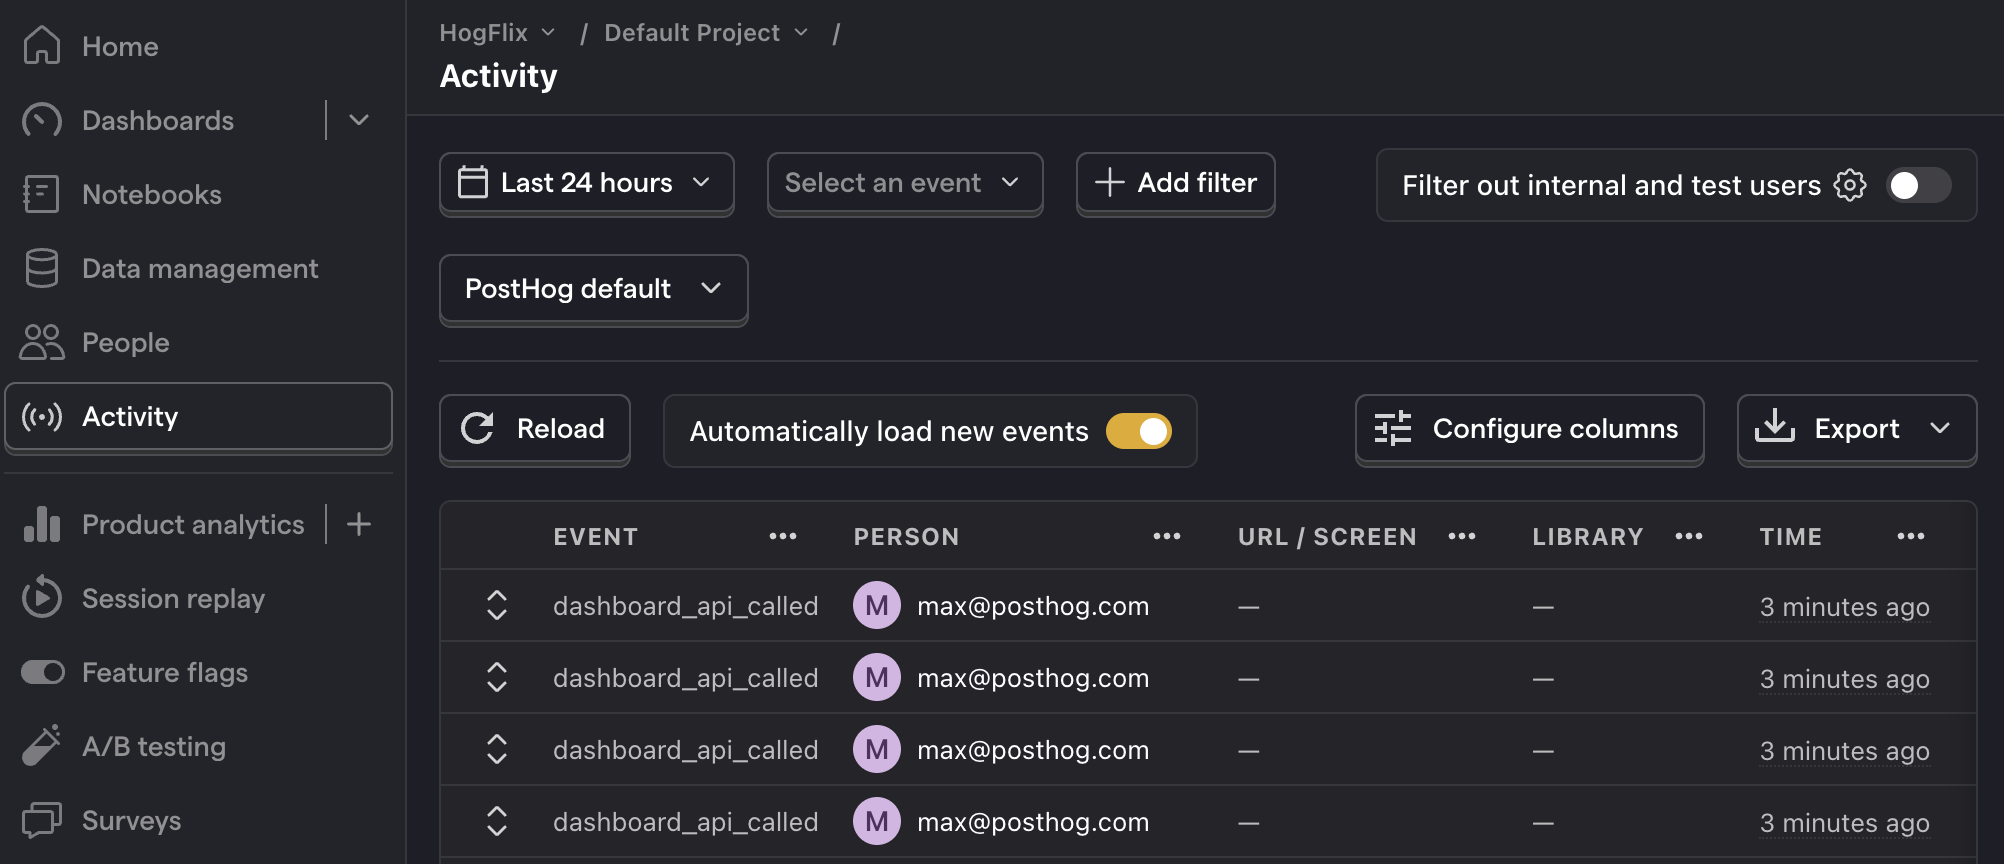 Home
Dashboards
Notebooks
Data management
People
Activity
Product analytics
Session replay
Feature flags
A/B testing
Surveys
HogFlix / Default Project /
Activity
Last 24 hours Select an event Add filter Filter out internal and test users
PostHog default
Reload Automatically load new events Configure columns Export
EVENT PERSON URL / SCREEN LIBRARY TIME
dashboard_api_called M max@posthog.com — — 3 minutes ago
dashboard_api_called M max@posthog.com — — 3 minutes ago
dashboard_api_called M max@posthog.com — — 3 minutes ago
dashboard_api_called M max@posthog.com — — 3 minutes ago